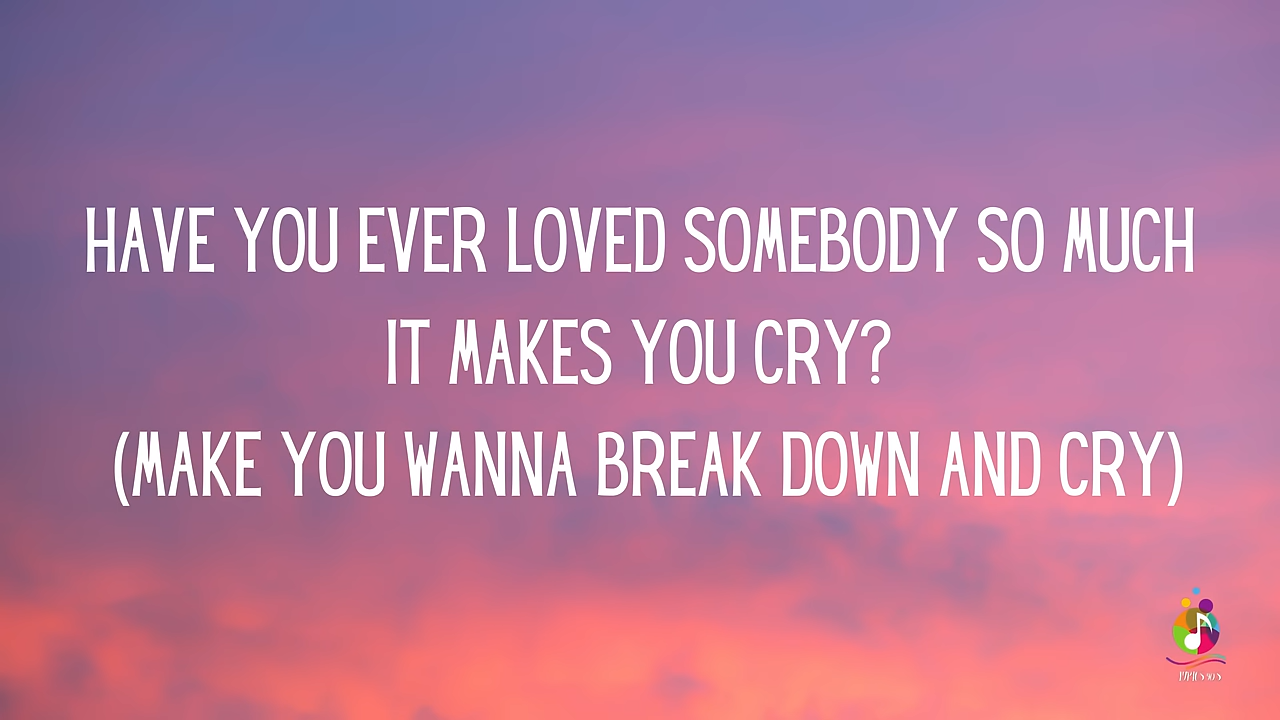 HAVE YOU EVER LOVED SOMEBODY SO MUCH
IT MAKES YOU CRY?
(MAKE YOU WANNA BREAK DOWN AND CRY)